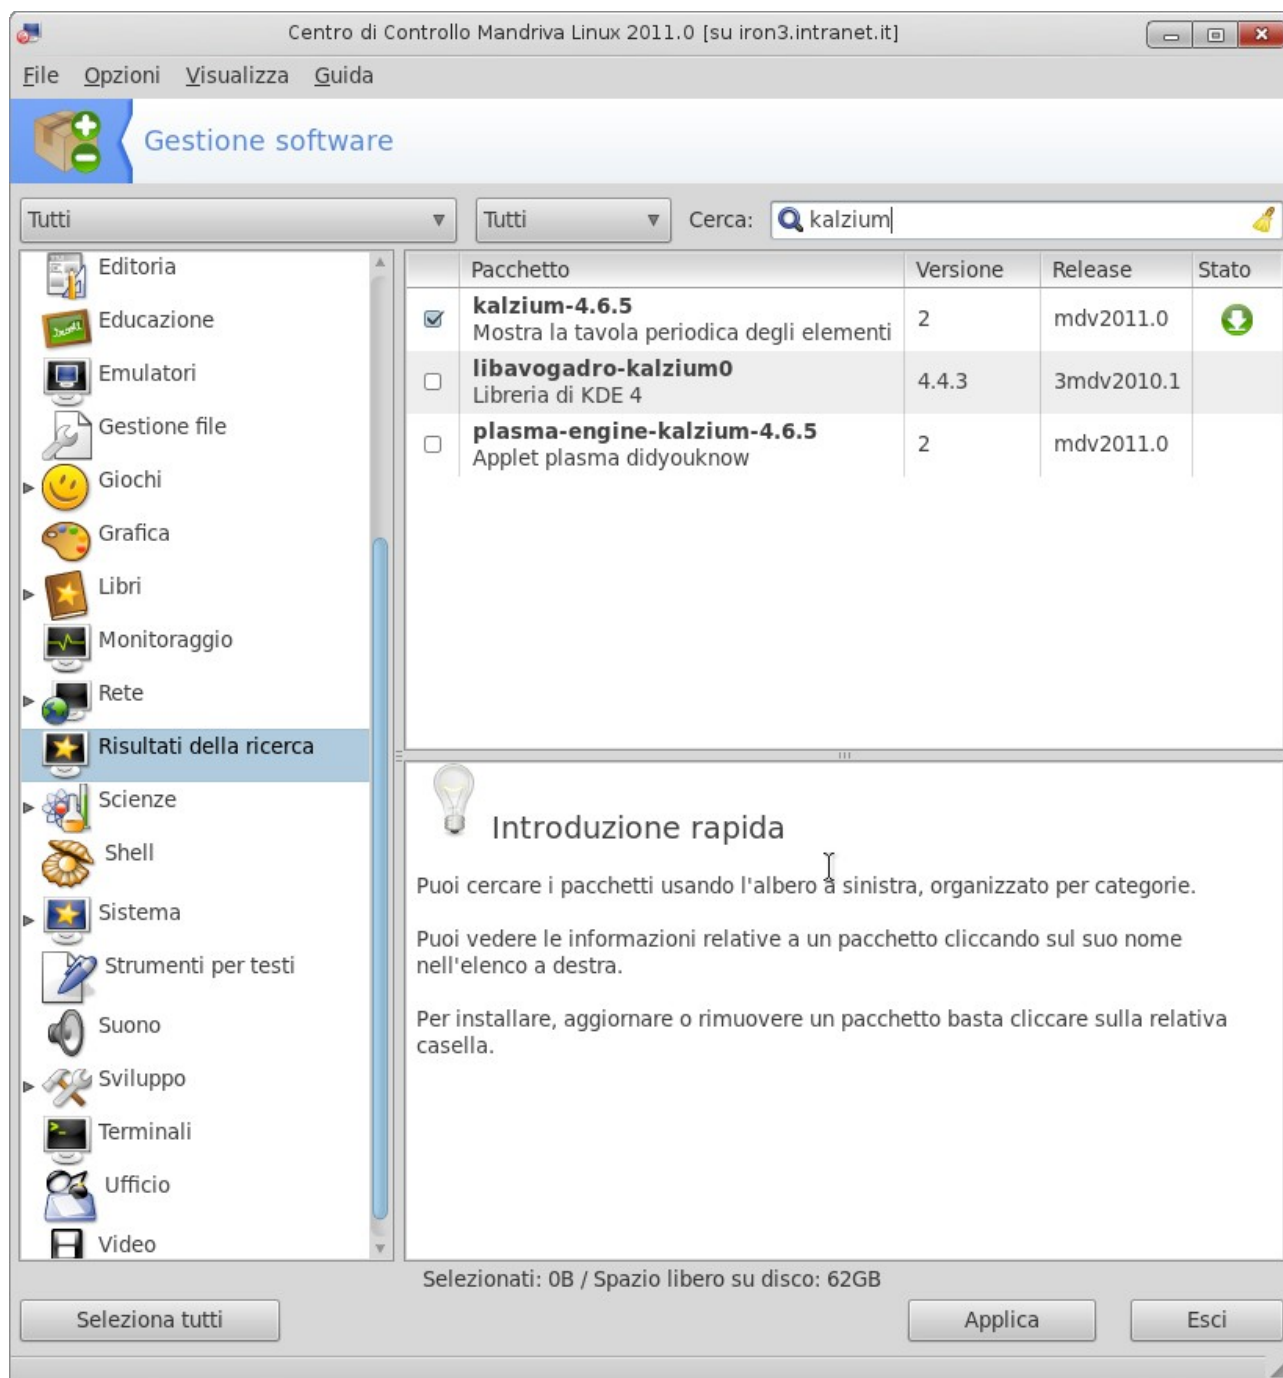 Centro di Controllo Mandriva Linux 2011.0 [su iron3.intranet.it]
File Opzioni Visualizza Guida
Gestione software
Tutti Tutti Cerca: kalzium
Editoria
Educazione
Emulatori
Gestione file
Giochi
Grafica
Libri
Monitoraggio
Rete
Risultati della ricerca
Scienze
Shell
Sistema
Strumenti per testi
Suono
Sviluppo
Terminali
Ufficio
Video
Pacchetto Versione Release Stato
kalzium-4.6.5 2 mdv2011.0
Mostra la tavola periodica degli elementi
libavogadro-kalzium0 4.4.3 3mdv2010.1
Libreria di KDE 4
plasma-engine-kalzium-4.6.5 2 mdv2011.0
Applet plasma didyouknow
Introduzione rapida
Puoi cercare i pacchetti usando l'albero a sinistra, organizzato per categorie.
Puoi vedere le informazioni relative a un pacchetto cliccando sul suo nome
nell'elenco a destra.
Per installare, aggiornare o rimuovere un pacchetto basta cliccare sulla relativa
casella.
Selezionati: 0B / Spazio libero su disco: 62GB
Seleziona tutti Applica Esci